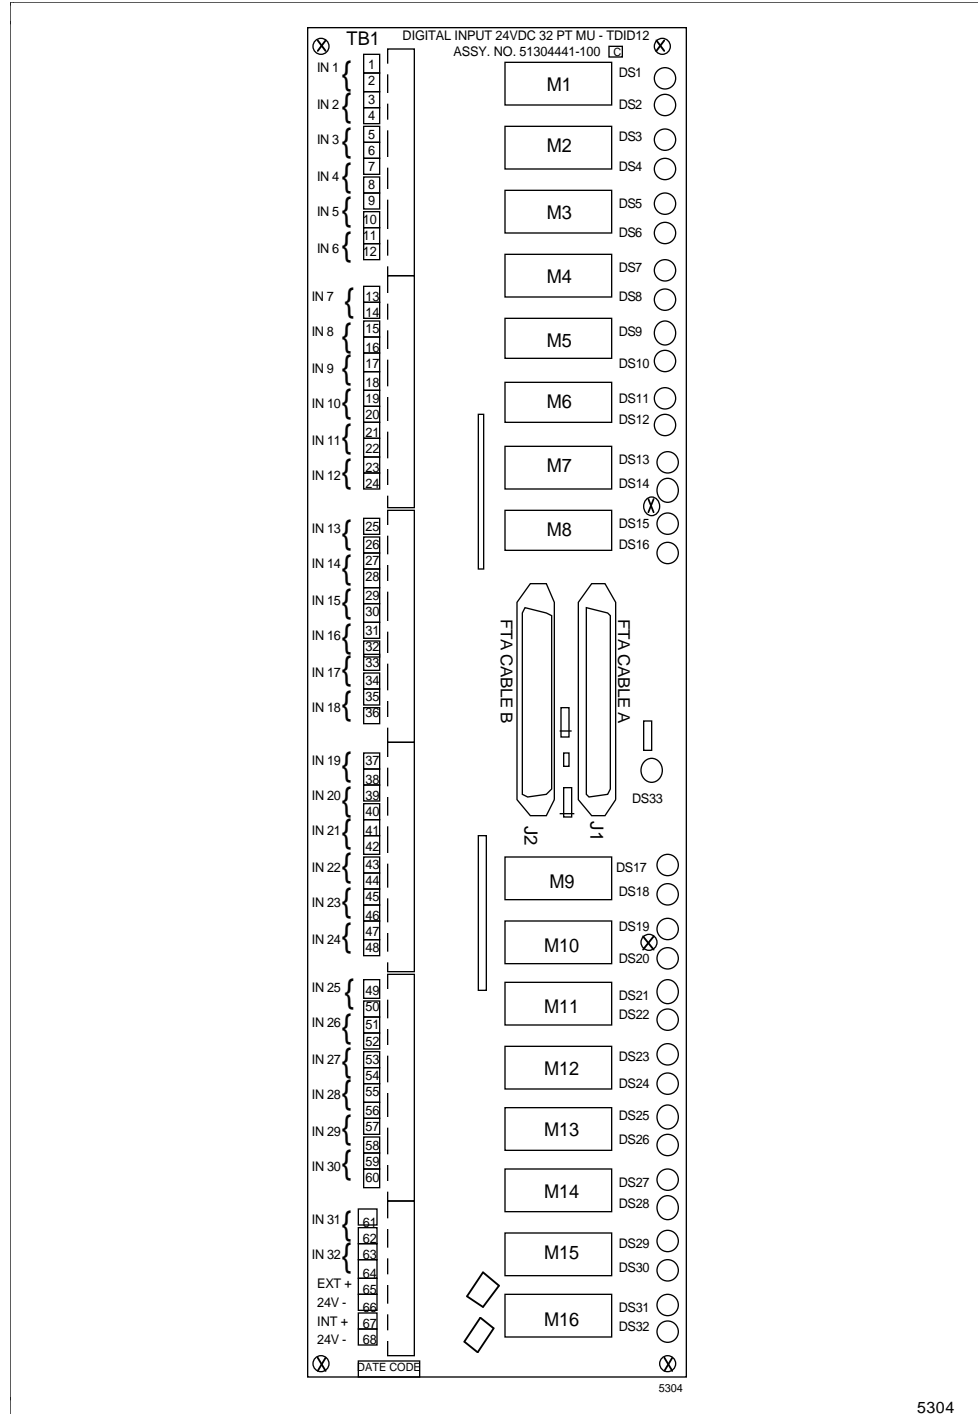 TB1
DIGITAL INPUT 24VDC 32 PT MU - TDID12
ASSY. NO. 51304441-100 C
IN 1
1
2
IN 2
3
4
IN 3
5
6
IN 4
7
8
IN 5
9
10
IN 6
11
12
IN 7
13
14
IN 8
15
16
IN 9
17
18
IN 10
19
20
IN 11
21
22
IN 12
23
24
IN 13
25
26
IN 14
27
28
IN 15
29
30
IN 16
31
32
IN 17
33
34
IN 18
35
36
IN 19
37
38
IN 20
39
40
IN 21
41
42
IN 22
43
44
IN 23
45
46
IN 24
47
48
IN 25
49
50
IN 26
51
52
IN 27
53
54
IN 28
55
56
IN 29
57
58
IN 30
59
60
IN 31
61
62
IN 32
63
64
EXT +
65
24V -
66
INT +
67
24V -
68
DATE CODE
M1
DS1
DS2
M2
DS3
DS4
M3
DS5
DS6
M4
DS7
DS8
M5
DS9
DS10
M6
DS11
DS12
M7
DS13
DS14
M8
DS15
DS16
FTA CABLE B
FTA CABLE A
DS33
J2
J1
M9
DS17
DS18
M10
DS19
DS20
M11
DS21
DS22
M12
DS23
DS24
M13
DS25
DS26
M14
DS27
DS28
M15
DS29
DS30
M16
DS31
DS32
5304
5304